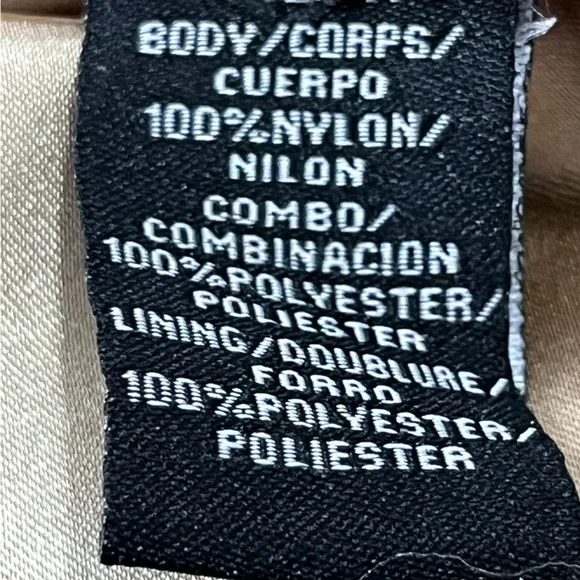 BODY/CORPS/
CUERPO
100%NYLON/
NILON
COMBO/
COMBINACION
100%POLYESTER/
POLIESTER
LINING/DOUBLURE/
FORRO
100%POLYESTER/
POLIESTER